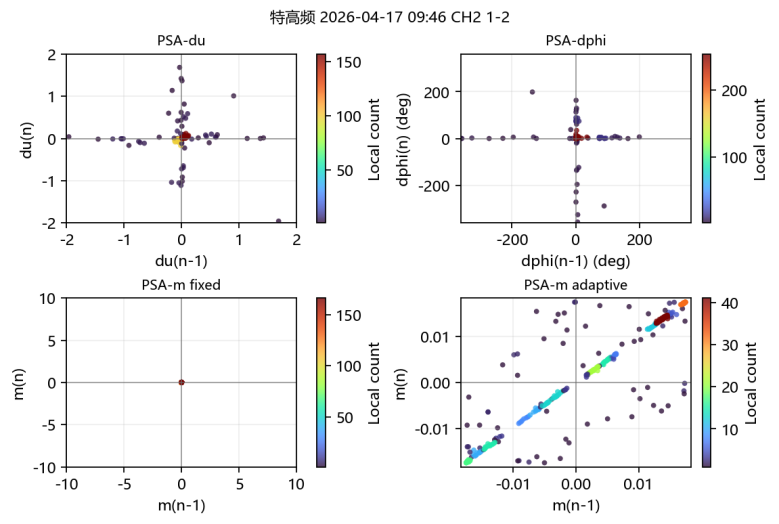 特高频 2026-04-17 09:46 CH2 1-2
PSA-du
2
1
0
-1
-2
-2
-1
0
1
2
du(n)
du(n-1)
150
100
50
Local count
PSA-dphi
200
0
-200
-200
0
200
dphi(n) (deg)
dphi(n-1) (deg)
200
100
Local count
PSA-m fixed
10
5
0
-5
-10
-10
-5
0
5
10
m(n)
m(n-1)
150
100
50
Local count
PSA-m adaptive
0.01
0.00
-0.01
-0.01
0.00
0.01
m(n)
m(n-1)
40
30
20
10
Local count